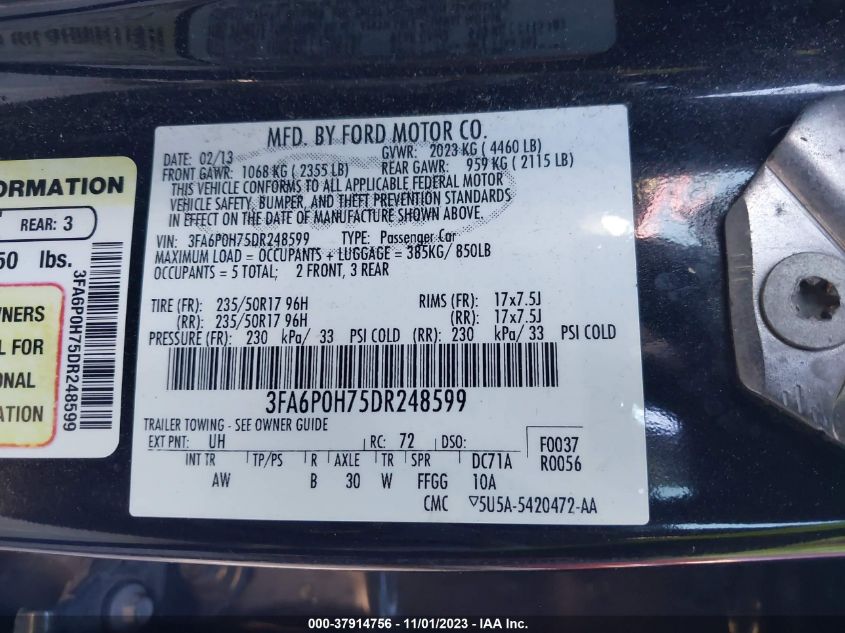 MFD. BY FORD MOTOR CO.
DATE: 02/13 GVWR: 2023 KG ( 4460 LB)
FRONT GAWR: 1068 KG ( 2355 LB) REAR GAWR: 959 KG ( 2115 LB)
THIS VEHICLE CONFORMS TO ALL APPLICABLE FEDERAL MOTOR
VEHICLE SAFETY, BUMPER, AND THEFT PREVENTION STANDARDS
IN EFFECT ON THE DATE OF MANUFACTURE SHOWN ABOVE.
VIN: 3FA6P0H75DR248599 TYPE: Passenger Car
MAXIMUM LOAD = OCCUPANTS + LUGGAGE = 385KG/ 850LB
OCCUPANTS = 5 TOTAL; 2 FRONT, 3 REAR
TIRE (FR): 235/50R17 96H RIMS (FR): 17x7.5J
(RR): 235/50R17 96H (RR): 17x7.5J
PRESSURE (FR): 230 kPa/ 33 PSI COLD (RR): 230 kPa/ 33 PSI COLD
3FA6P0H75DR248599
TRAILER TOWING - SEE OWNER GUIDE
EXT PNT: UH RC: 72 DSO: F0037
R0056
INT TR TP/PS R AXLE TR SPR DC71A
AW B 30 W FFGG 10A
CMC ▽5U5A-5420472-AA
ORMATION
REAR: 3
50 lbs.
WNERS
L FOR
ONAL
ATION
3FA6P0H75DR248599
000-37914756 - 11/01/2023 - IAA Inc.